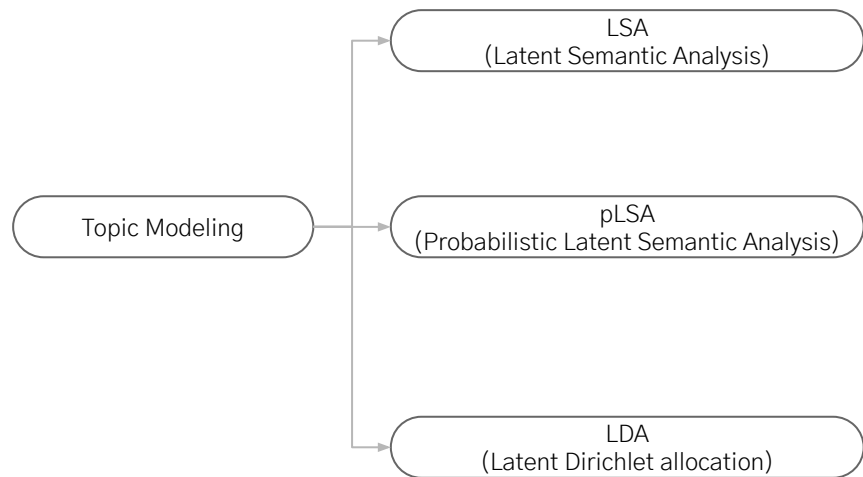 LSA
(Latent Semantic Analysis)
Topic Modeling
pLSA
(Probabilistic Latent Semantic Analysis)
LDA
(Latent Dirichlet allocation)